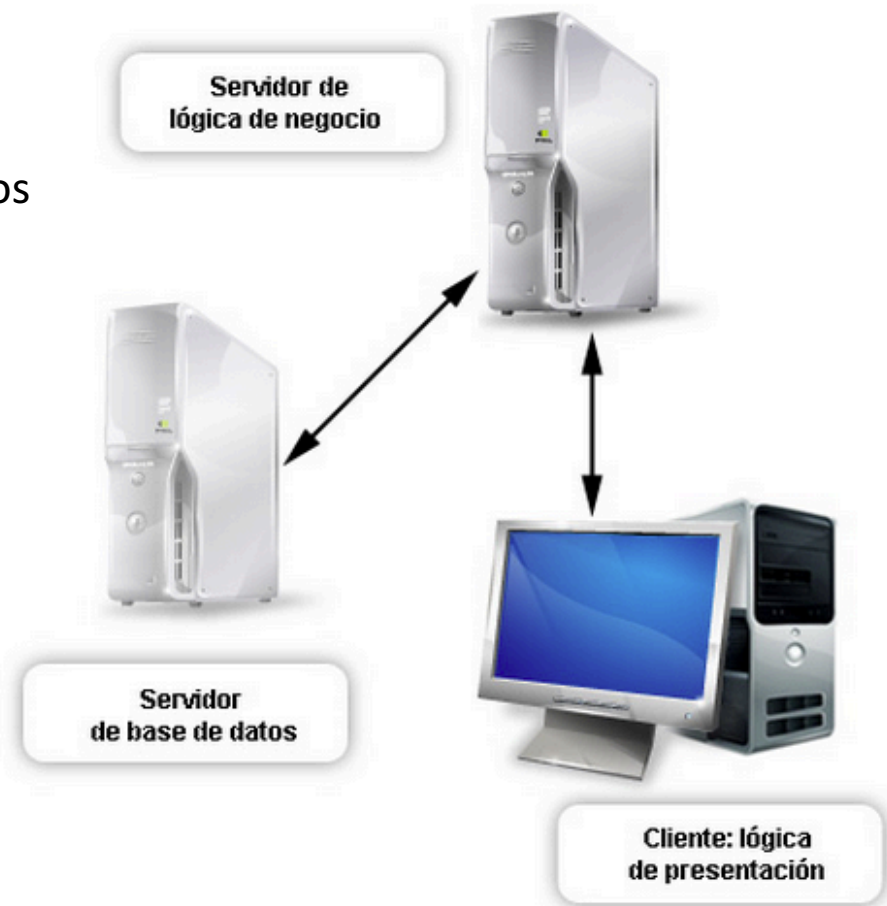 Servidor de
lógica de negocio
os
Servidor
de base de datos
Cliente: lógica
de presentación